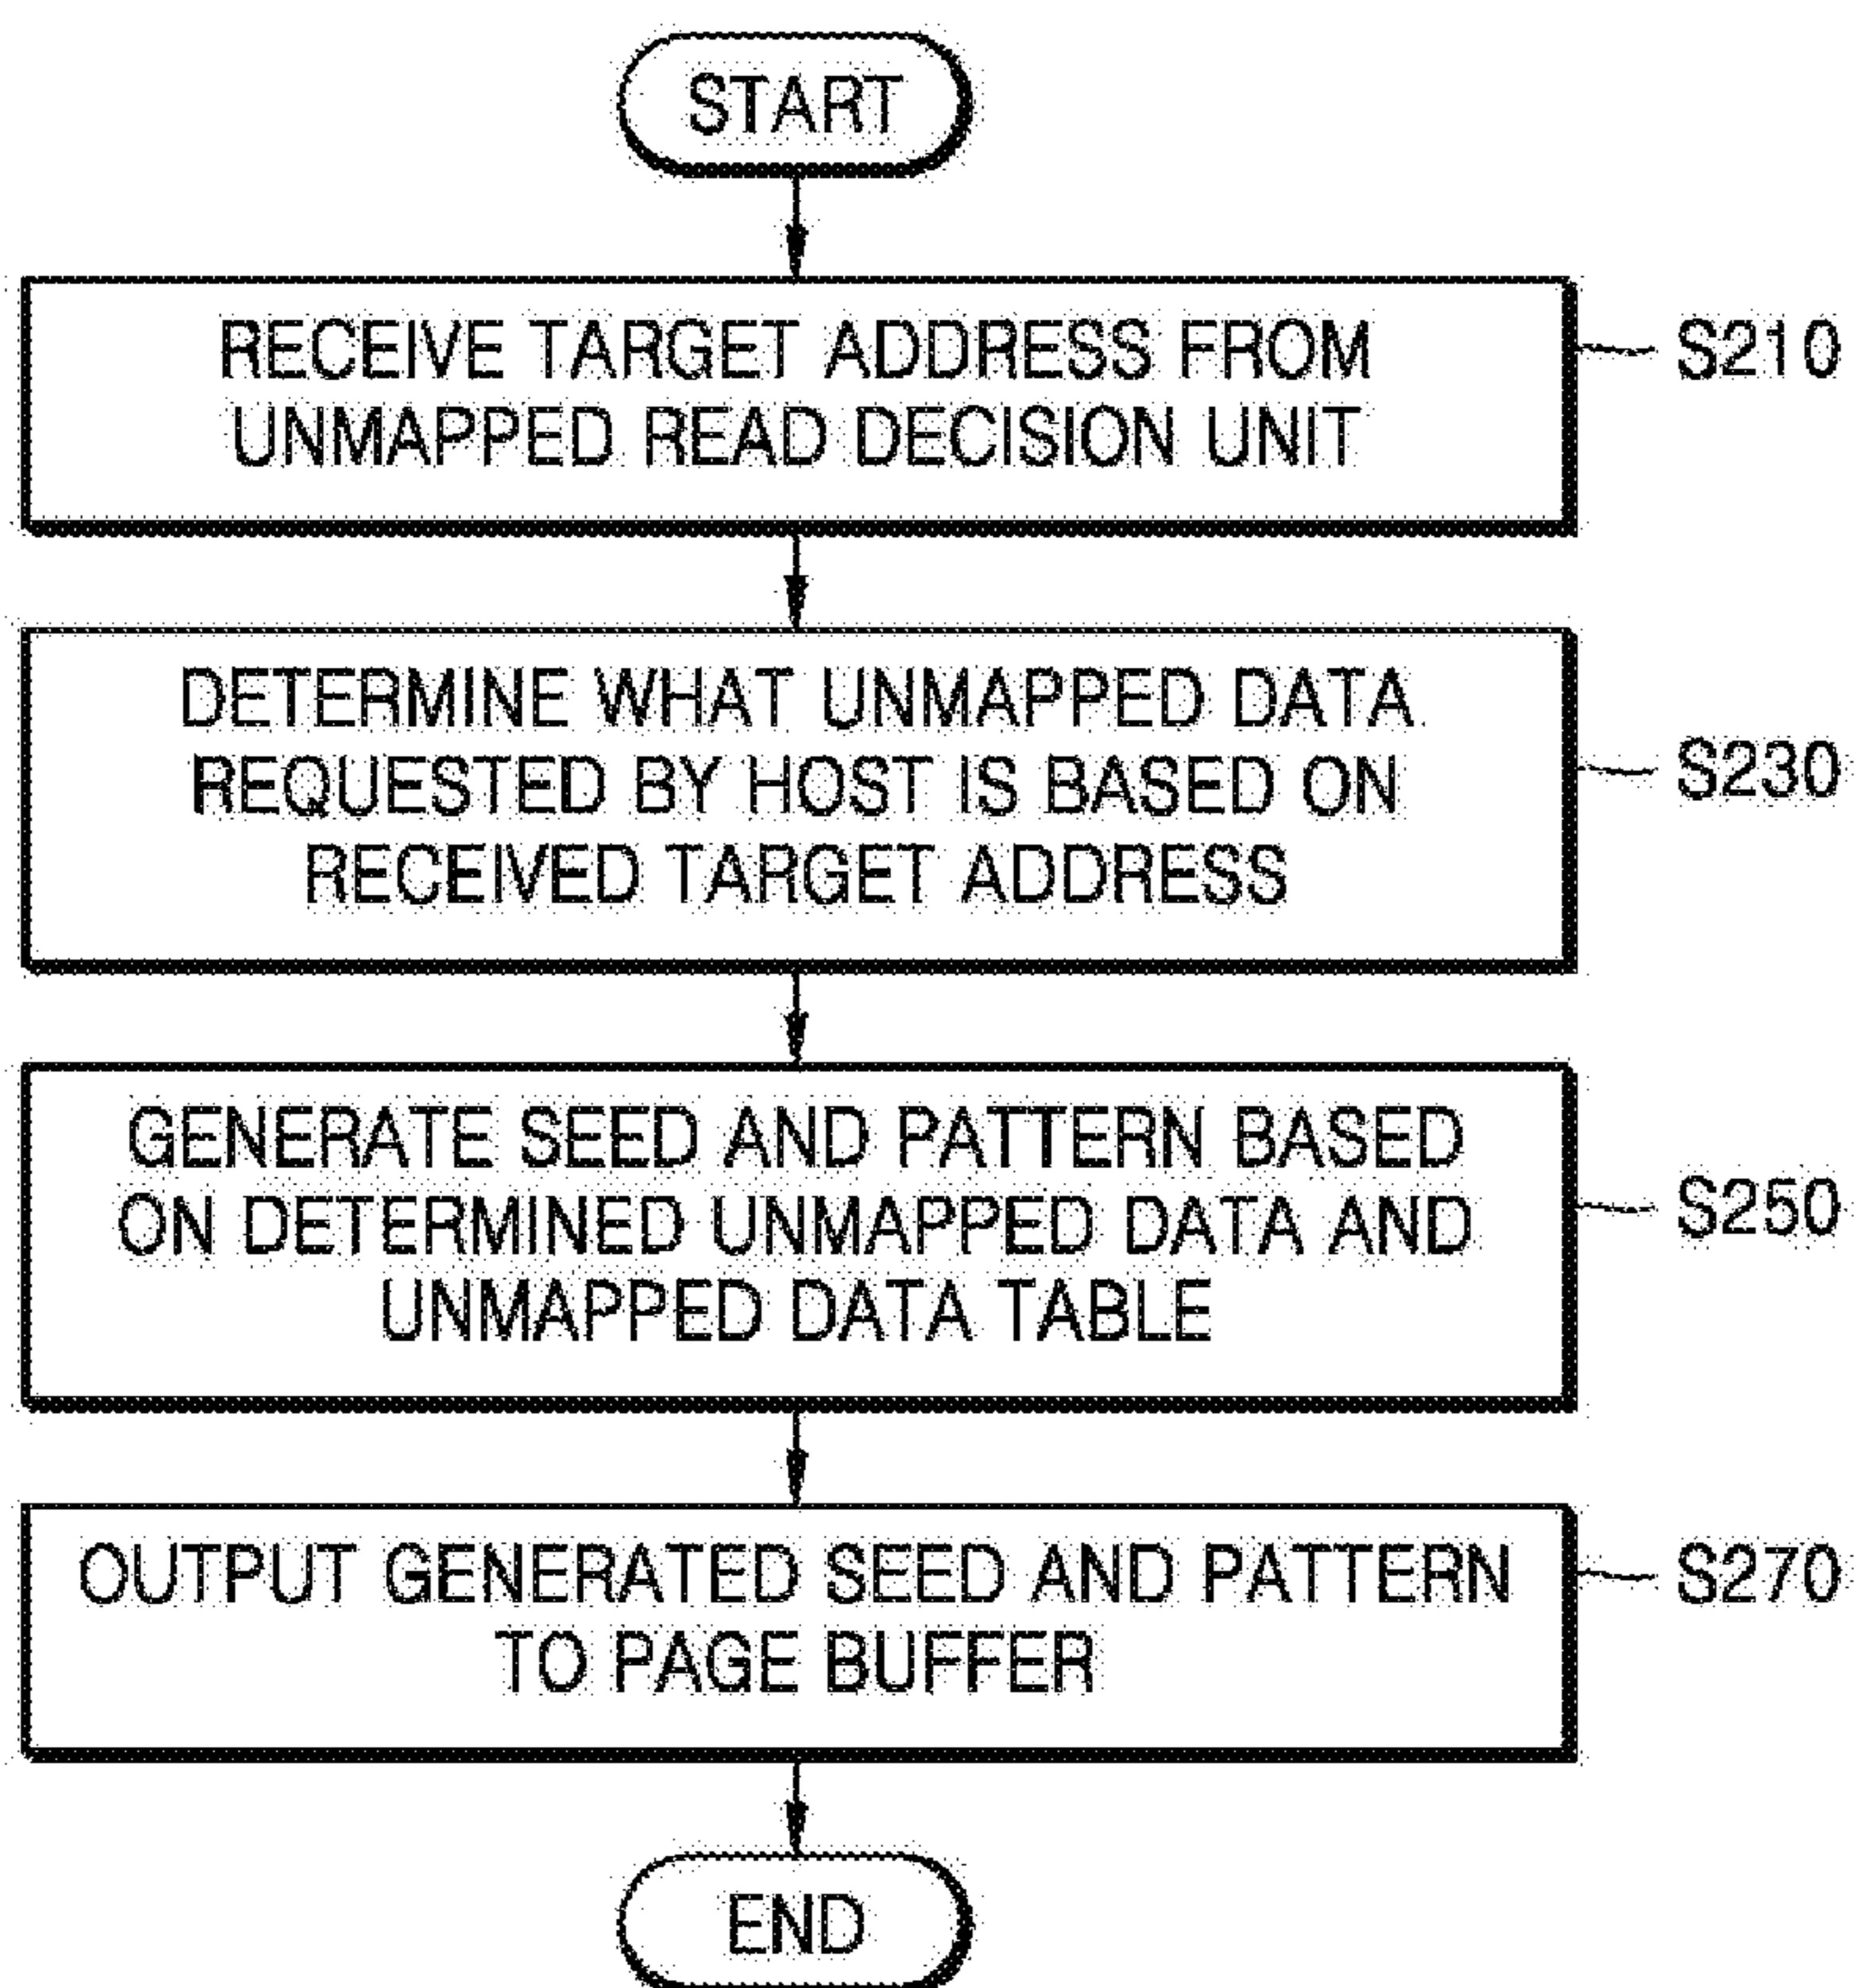 START
RECEIVE TARGET ADDRESS FROM
UNMAPPED READ DECISION UNIT
S210
DETERMINE WHAT UNMAPPED DATA
REQUESTED BY HOST IS BASED ON
RECEIVED TARGET ADDRESS
S230
GENERATE SEED AND PATTERN BASED
ON DETERMINED UNMAPPED DATA AND
UNMAPPED DATA TABLE
S250
OUTPUT GENERATED SEED AND PATTERN
TO PAGE BUFFER
S270
END